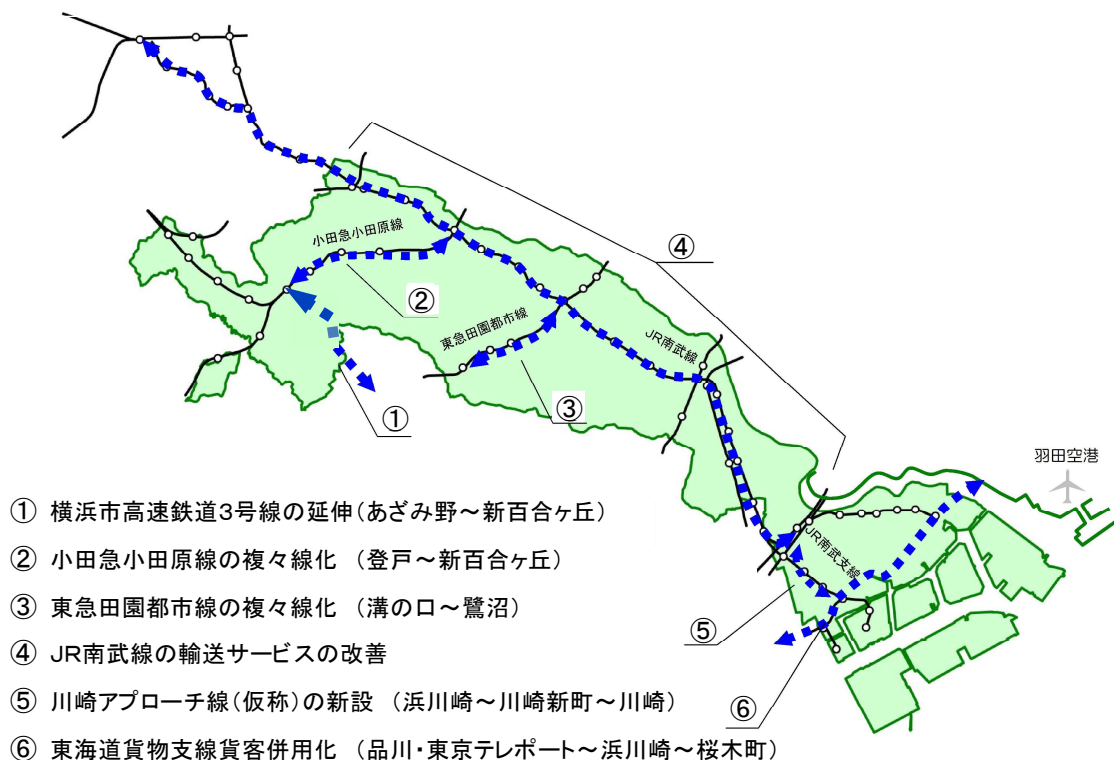 小田急小田原線
④
②
東急田園都市線
JR南武線
③
①
羽田空港
JR南武支線
⑤
⑥
① 横浜市高速鉄道3号線の延伸(あざみ野～新百合ヶ丘)
② 小田急小田原線の複々線化 (登戸～新百合ヶ丘)
③ 東急田園都市線の複々線化 (溝の口～鷺沼)
④ JR南武線の輸送サービスの改善
⑤ 川崎アプローチ線(仮称)の新設 (浜川崎～川崎新町～川崎)
⑥ 東海道貨物支線貨客併用化 (品川・東京テレポート～浜川崎～桜木町)